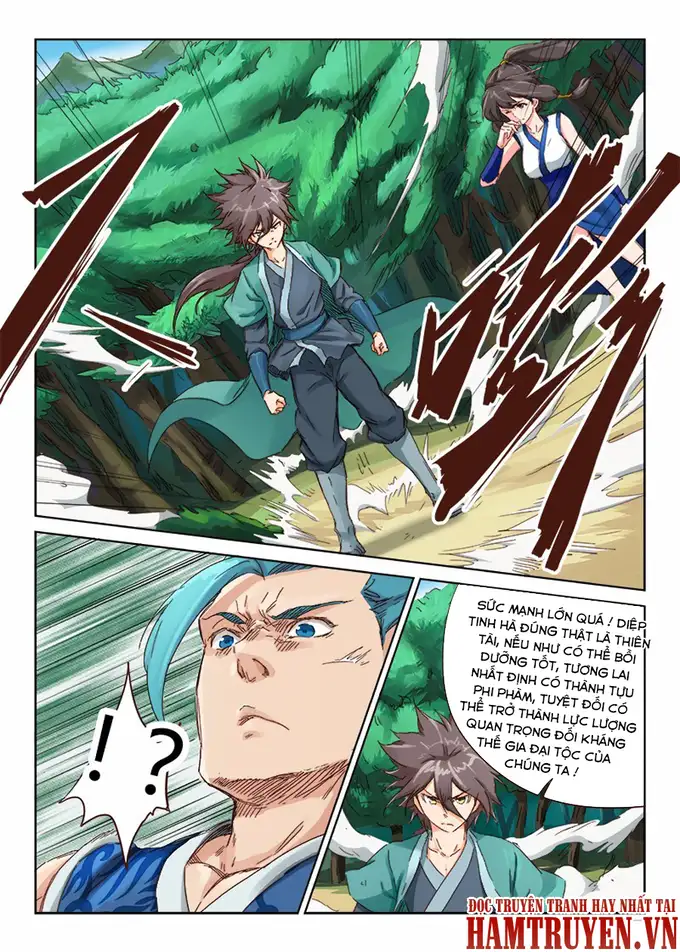 ! ?
SỨC MẠNH LỚN QUÁ ! DIỆP
TINH HÀ ĐÚNG THẬT LÀ THIÊN
TÀI, NẾU NHƯ CÓ THỂ BỒI
DƯỠNG TỐT, TƯƠNG LAI
NHẤT ĐỊNH CÓ THÀNH TỰU
PHI PHÀM, TUYỆT ĐỐI CÓ
THỂ TRỞ THÀNH LỰC LƯỢNG
QUAN TRỌNG ĐỐI KHÁNG
THẾ GIA ĐẠI TỘC CỦA
CHÚNG TA !
ĐỌC TRUYỆN TRANH HAY NHẤT TẠI
HAMTRUYEN.VN